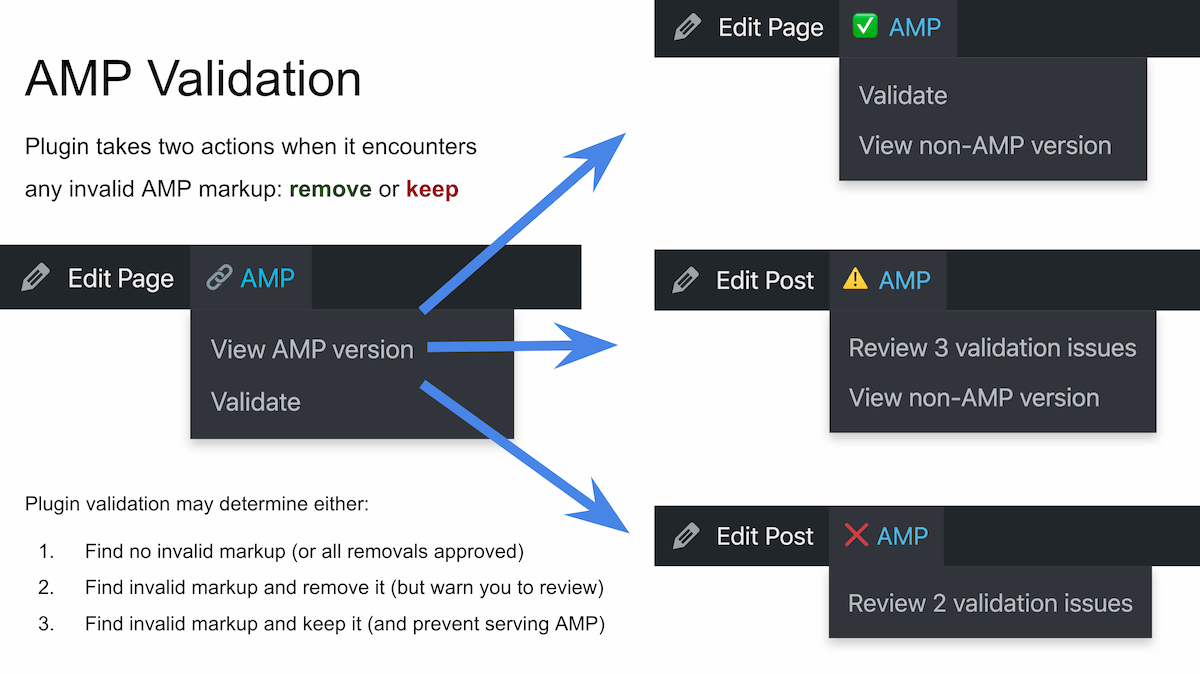 AMP Validation
Plugin takes two actions when it encounters
any invalid AMP markup: remove or keep
Edit Page AMP
View AMP version
Validate
Plugin validation may determine either:
1. Find no invalid markup (or all removals approved)
2. Find invalid markup and remove it (but warn you to review)
3. Find invalid markup and keep it (and prevent serving AMP)
Edit Page AMP
Validate
View non-AMP version
Edit Post AMP
Review 3 validation issues
View non-AMP version
Edit Post AMP
Review 2 validation issues